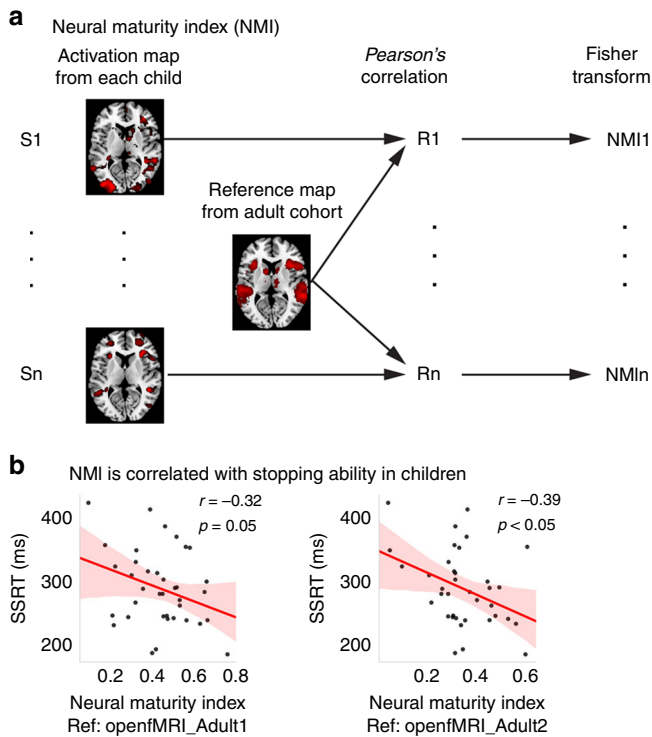 a
Neural maturity index (NMI)
Activation map from each child
Pearson's correlation
Fisher transform
S1
R1
NMI1
Reference map from adult cohort
Sn
Rn
NMIn
b
NMI is correlated with stopping ability in children
r = −0.32
p = 0.05
SSRT (ms)
400
300
200
0.2 0.4 0.6 0.8
Neural maturity index
Ref: openfMRI_Adult1
r = −0.39
p < 0.05
SSRT (ms)
400
300
200
0.2 0.4 0.6
Neural maturity index
Ref: openfMRI_Adult2